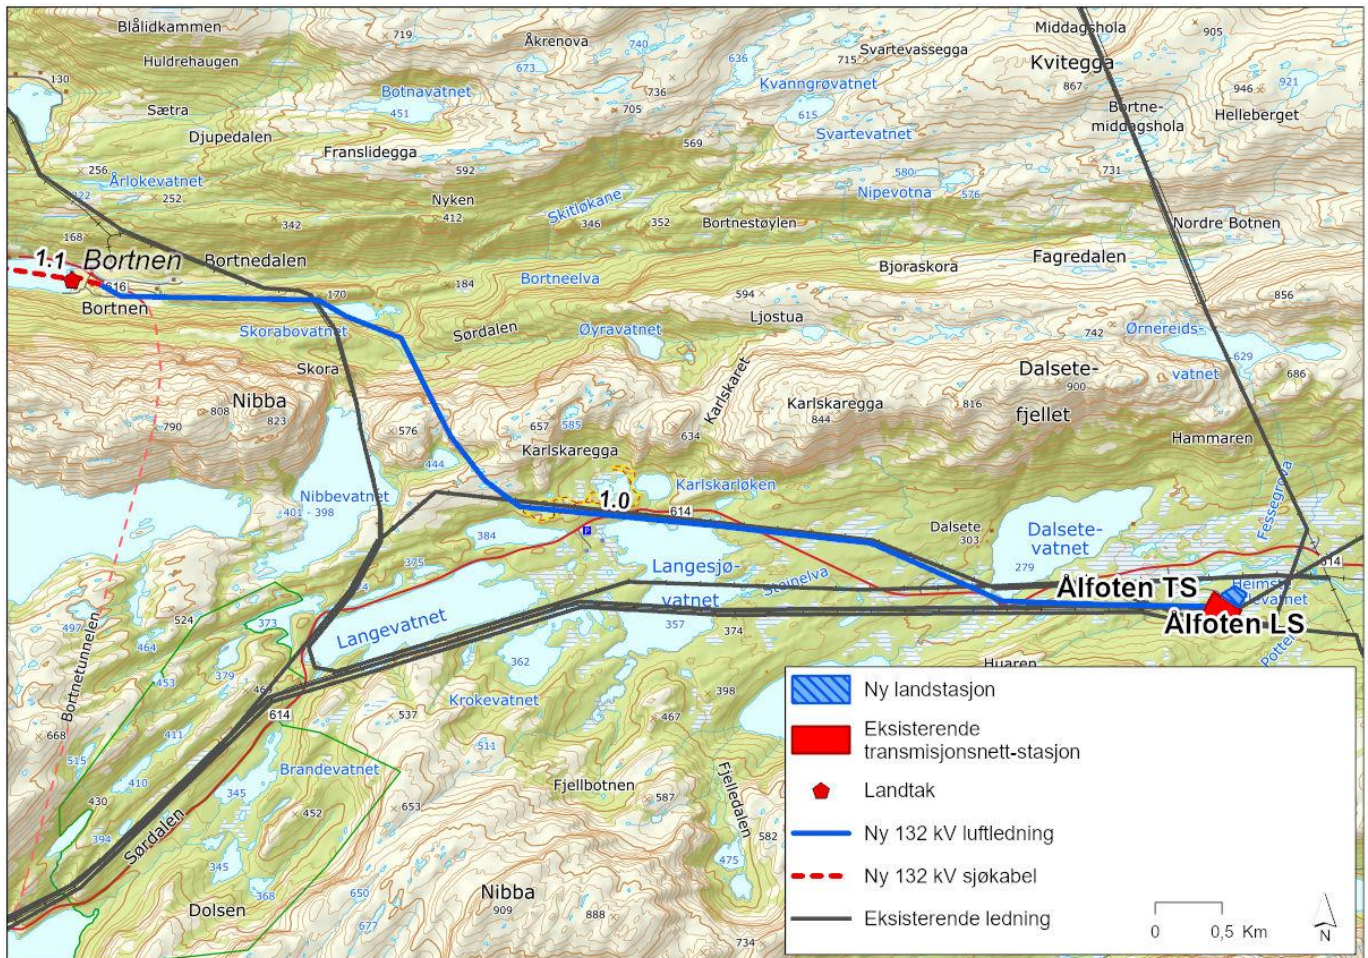 Blålidkammen
719
Åkrenova
740
Middagshola
905
Huldrehaugen
673
636
715
Svartevassegga
Kvitegga
130
Botnavatnet
736
Kvanngrøvatnet
867
946
921
Sætra
451
705
615
Bortne-
middagshola
Helleberget
Djupedalen
Franslidegga
569
Svartevatnet
256
592
731
Årlokevatnet
252
Nyken
412
Skitløkane
580
Nipevotna
576
342
346
352
Bortnestøylen
Nordre Botnen
168
1.1
Bortnen
Bortnedalen
Bjoraskora
Fagredalen
616
184
Bortneelva
Bortnen
170
594
856
Skorabovatnet
Sørdalen
Øyravatnet
Ljostua
742
Ørnereids-
vatnet
629
Skora
Karlskaret
Dalsete-
fjellet
900
686
Nibba
808
823
790
576
657
585
634
Karlskaregga
844
816
Karlskaregga
Hammaren
444
Nibbevatnet
401 - 398
1.0
Karlskarløken
614
Fessegrova
384
P
Dalsete
303
Dalsete-
vatnet
279
375
Langesjø-
vatnet
Steinelva
614
Ålfoten TS
Ålfoten LS
Langevatnet
357
374
373
524
497
464
362
Huaren
Bortnetunnelen
453
379
Krokevatnet
398
614
537
467
668
411
511
515
Brandevatnet
410
345
Fjellbotnen
587
Fjelledalen
430
452
653
582
394
Sørdalen
345
475
368
650
Nibba
909
888
Dolsen
677
734
Ny landstasjon
Eksisterende
transmisjonsnett-stasjon
Landtak
Ny 132 kV luftledning
Ny 132 kV sjøkabel
Eksisterende ledning
0
0,5 Km
N